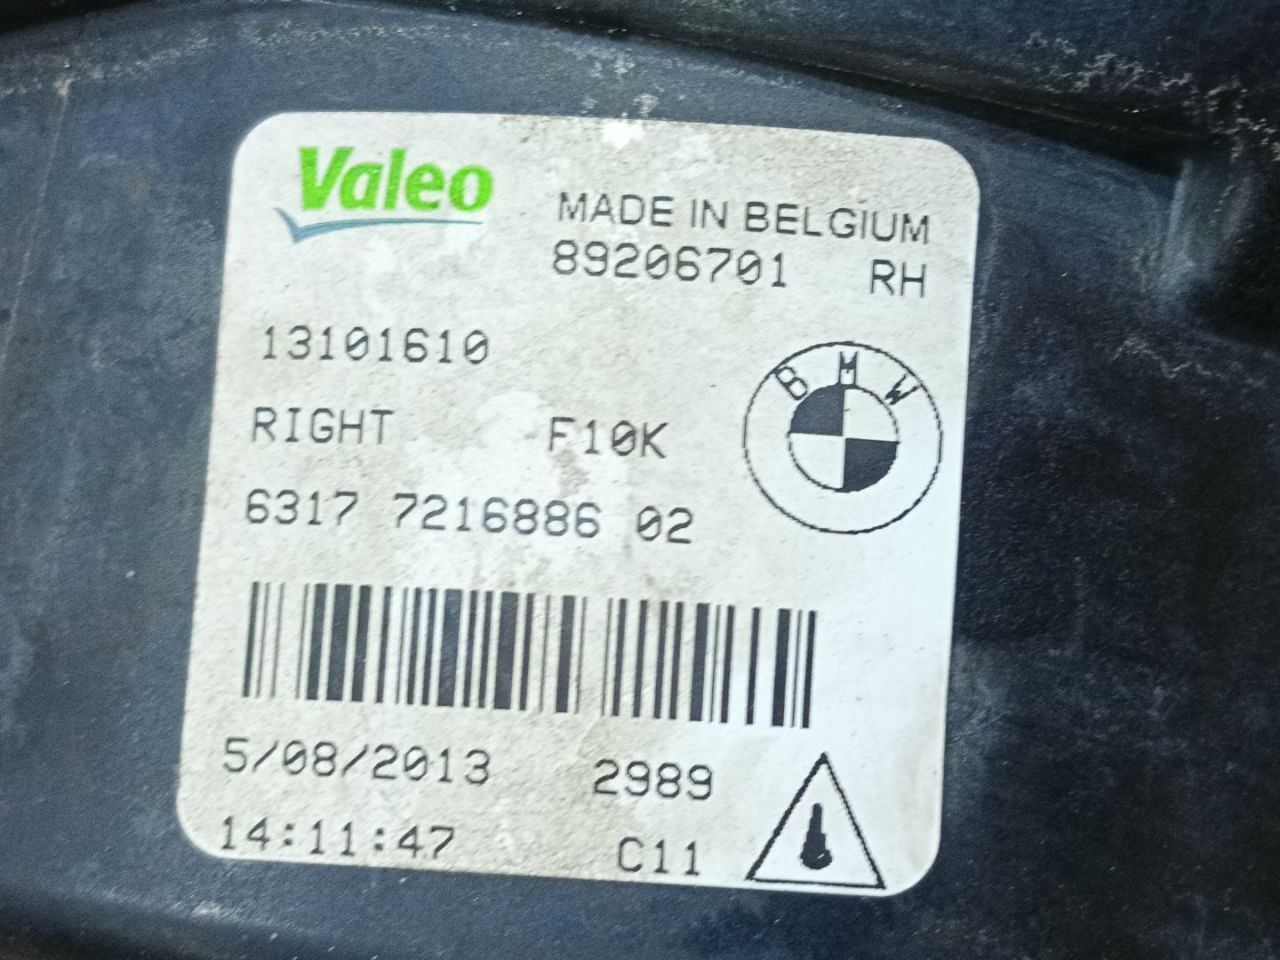 Valeo
MADE IN BELGIUM
89206701 RH
13101610
BMW
RIGHT F10K
6317 7216886 02
5/08/2013 2989
14:11:47 C11